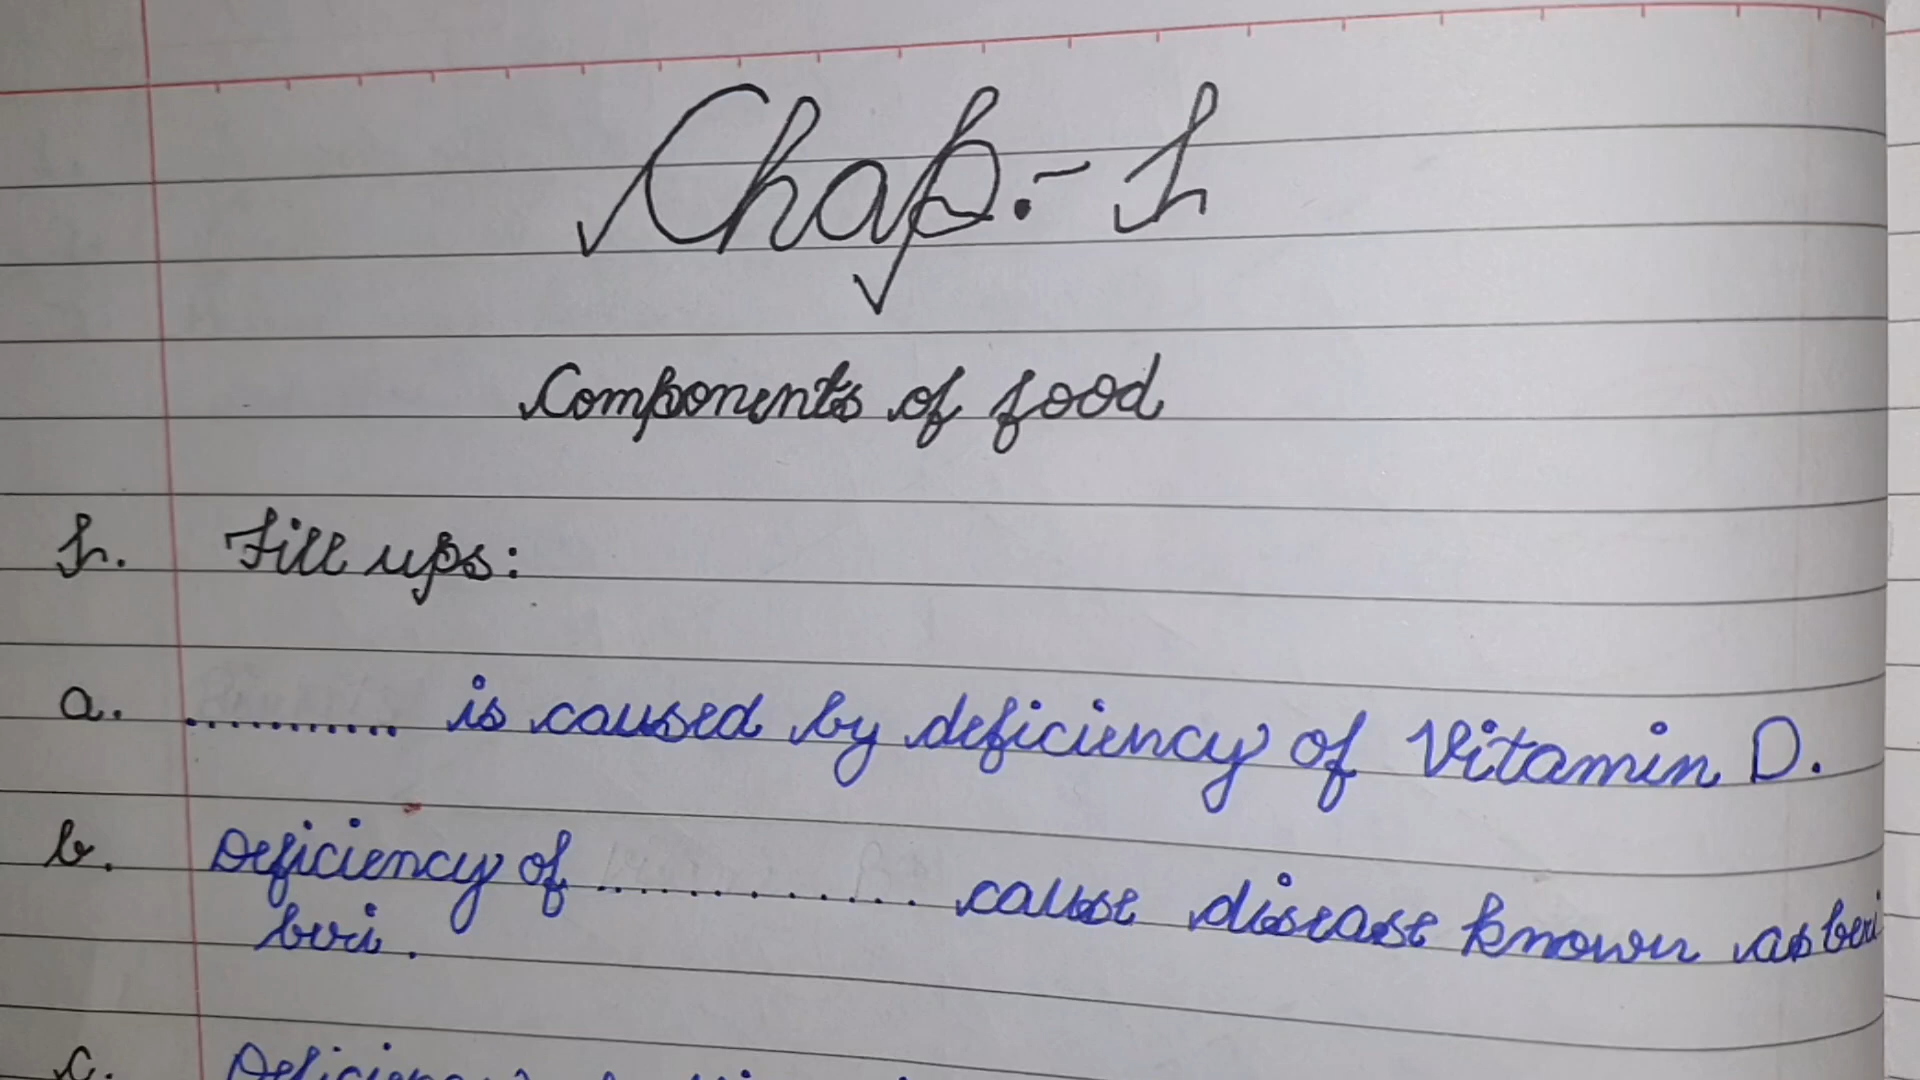 Chap:- 1
Components of food
1. Fill ups:
a. ............ is caused by deficiency of Vitamin D.
b. Deficiency of ............. cause disease known as beri
beri.
c.